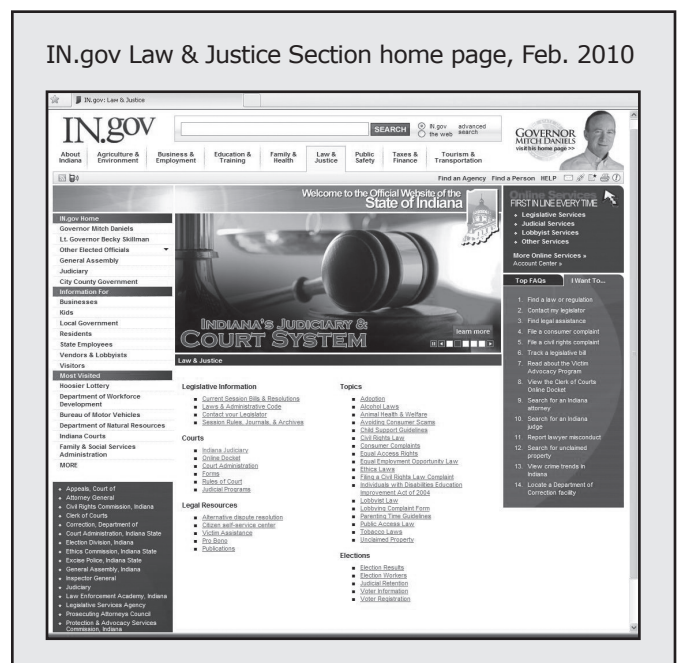 IN.gov Law & Justice Section home page, Feb. 2010
IN.gov: Law & Justice
IN.gov
SEARCH
IN.gov
the web
advanced
search
GOVERNOR
MITCH DANIELS
visit his home page >>
About
Indiana
Agriculture &
Environment
Business &
Employment
Education &
Training
Family &
Health
Law &
Justice
Public
Safety
Taxes &
Finance
Tourism &
Transportation
Find an Agency Find a Person HELP
Welcome to the Official Website of the
State of Indiana
IN.gov Home
Governor Mitch Daniels
Lt. Governor Becky Skillman
Other Elected Officials
General Assembly
Judiciary
City County Government
Information For
Businesses
Kids
Local Government
Residents
State Employees
Vendors & Lobbyists
Visitors
Most Visited
Hoosier Lottery
Department of Workforce
Development
Bureau of Motor Vehicles
Department of Natural Resources
Indiana Courts
Family & Social Services
Administration
MORE
Appeals, Court of
Attorney General
Civil Rights Commission, Indiana
Clerk of Courts
Correction, Department of
Court Administration, Indiana State
Election Division, Indiana
Ethics Commission, Indiana State
Excise Police, Indiana State
General Assembly, Indiana
Inspector General
Judiciary
Law Enforcement Academy, Indiana
Legislative Services Agency
Prosecuting Attorneys Council
Protection & Advocacy Services
Commission, Indiana
INDIANA'S JUDICIARY &
COURT SYSTEM
learn more
Law & Justice
Legislative Information
Current Session Bills & Resolutions
Laws & Administrative Code
Contact your Legislator
Session Rules, Journals, & Archives
Courts
Indiana Judiciary
Online Docket
Court Administration
Forms
Rules of Court
Judicial Programs
Legal Resources
Alternative dispute resolution
Citizen self-service center
Victim Assistance
Pro Bono
Publications
Topics
Adoption
Alcohol Laws
Animal Health & Welfare
Avoiding Consumer Scams
Child Support Guidelines
Civil Rights Law
Consumer Complaints
Equal Access Rights
Equal Employment Opportunity Law
Ethics Laws
Filing a Civil Rights Law Complaint
Individuals with Disabilities Education
Improvement Act of 2004
Lobbyist Law
Lobbying Complaint Form
Parenting Time Guidelines
Public Access Law
Tobacco Laws
Unclaimed Property
Elections
Election Results
Election Workers
Judicial Retention
Voter Information
Voter Registration
Online Services
FIRST IN LINE EVERY TIME
Legislative Services
Judicial Services
Lobbyist Services
Other Services
More Online Services »
Account Center »
Top FAQs
I Want To...
1. Find a law or regulation
2. Contact my legislator
3. Find legal assistance
4. File a consumer complaint
5. File a civil rights complaint
6. Track a legislative bill
7. Read about the Victim
Advocacy Program
8. View the Clerk of Courts
Online Docket
9. Search for an Indiana
attorney
10. Search for an Indiana
judge
11. Report lawyer misconduct
12. Search for unclaimed
property
13. View crime trends in
Indiana
14. Locate a Department of
Correction facility